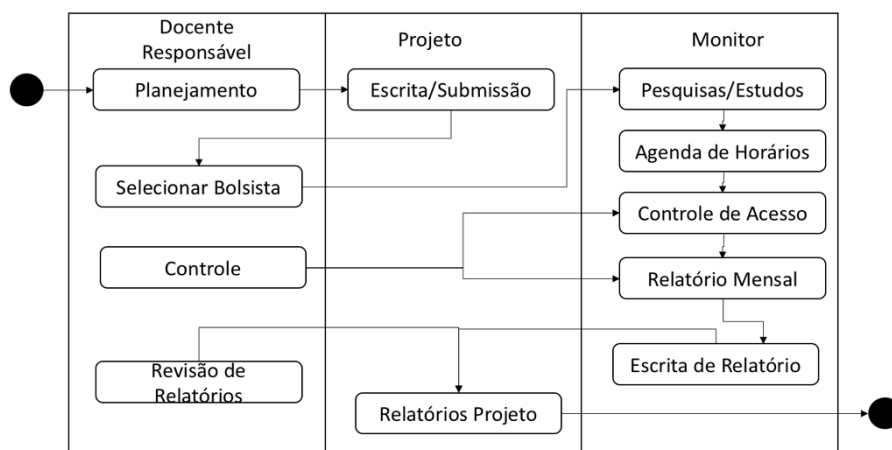 Docente
Responsável
Projeto
Monitor
Planejamento
Escrita/Submissão
Pesquisas/Estudos
Agenda de Horários
Selecionar Bolsista
Controle de Acesso
Controle
Relatório Mensal
Revisão de
Relatórios
Escrita de Relatório
Relatórios Projeto